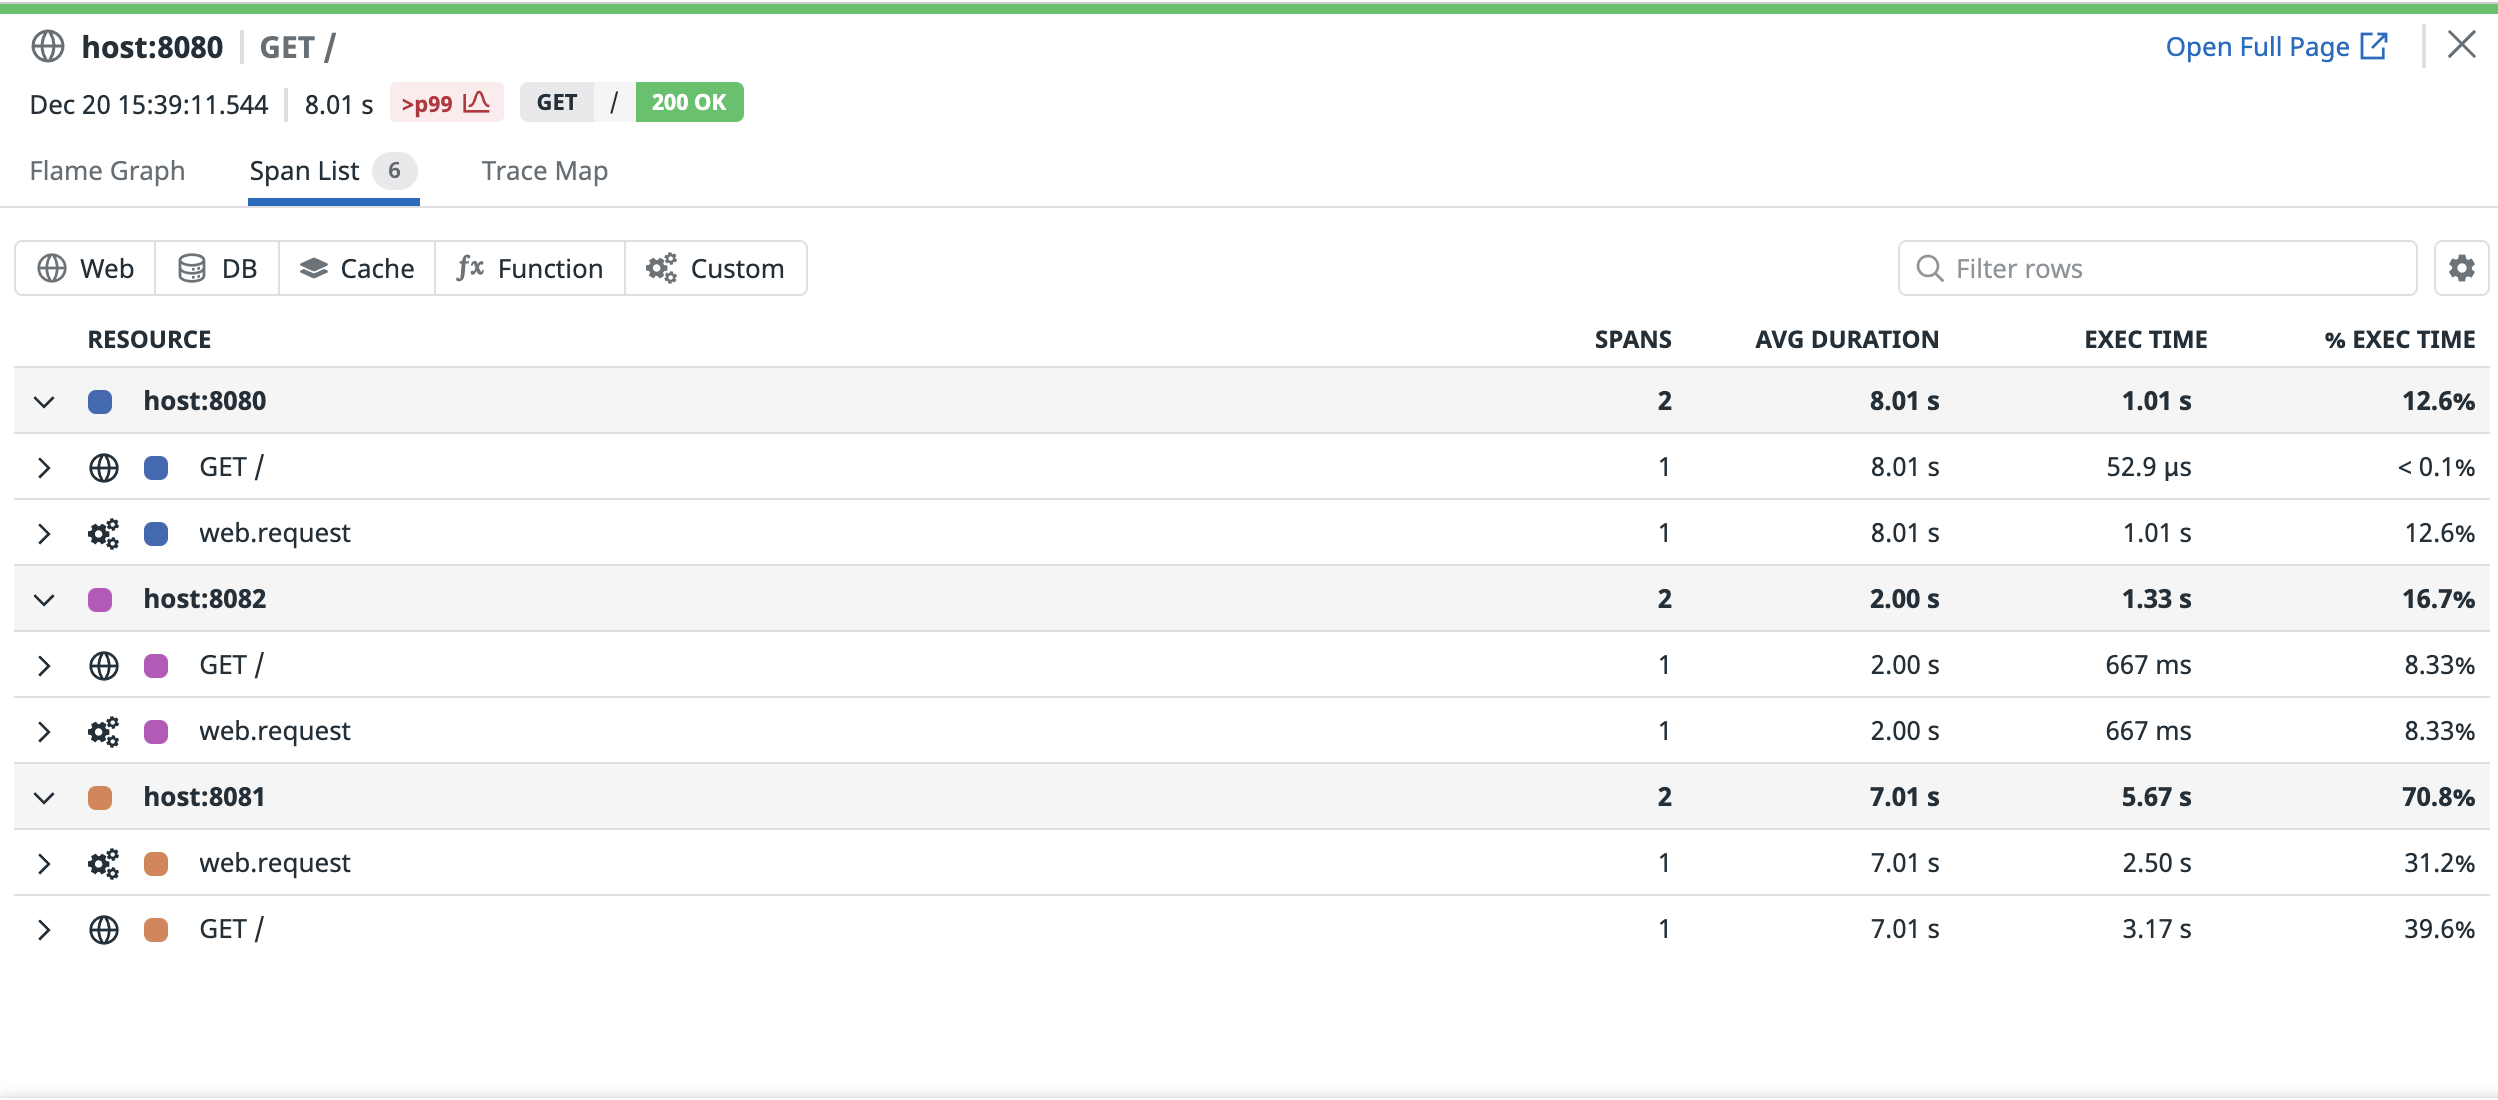 host:8080 | GET / Open Full Page
Dec 20 15:39:11.544 | 8.01 s >p99 GET / 200 OK
Flame Graph Span List 6 Trace Map
Web DB Cache Function Custom Filter rows
RESOURCE SPANS AVG DURATION EXEC TIME % EXEC TIME
host:8080 2 8.01 s 1.01 s 12.6%
GET / 1 8.01 s 52.9 µs < 0.1%
web.request 1 8.01 s 1.01 s 12.6%
host:8082 2 2.00 s 1.33 s 16.7%
GET / 1 2.00 s 667 ms 8.33%
web.request 1 2.00 s 667 ms 8.33%
host:8081 2 7.01 s 5.67 s 70.8%
web.request 1 7.01 s 2.50 s 31.2%
GET / 1 7.01 s 3.17 s 39.6%